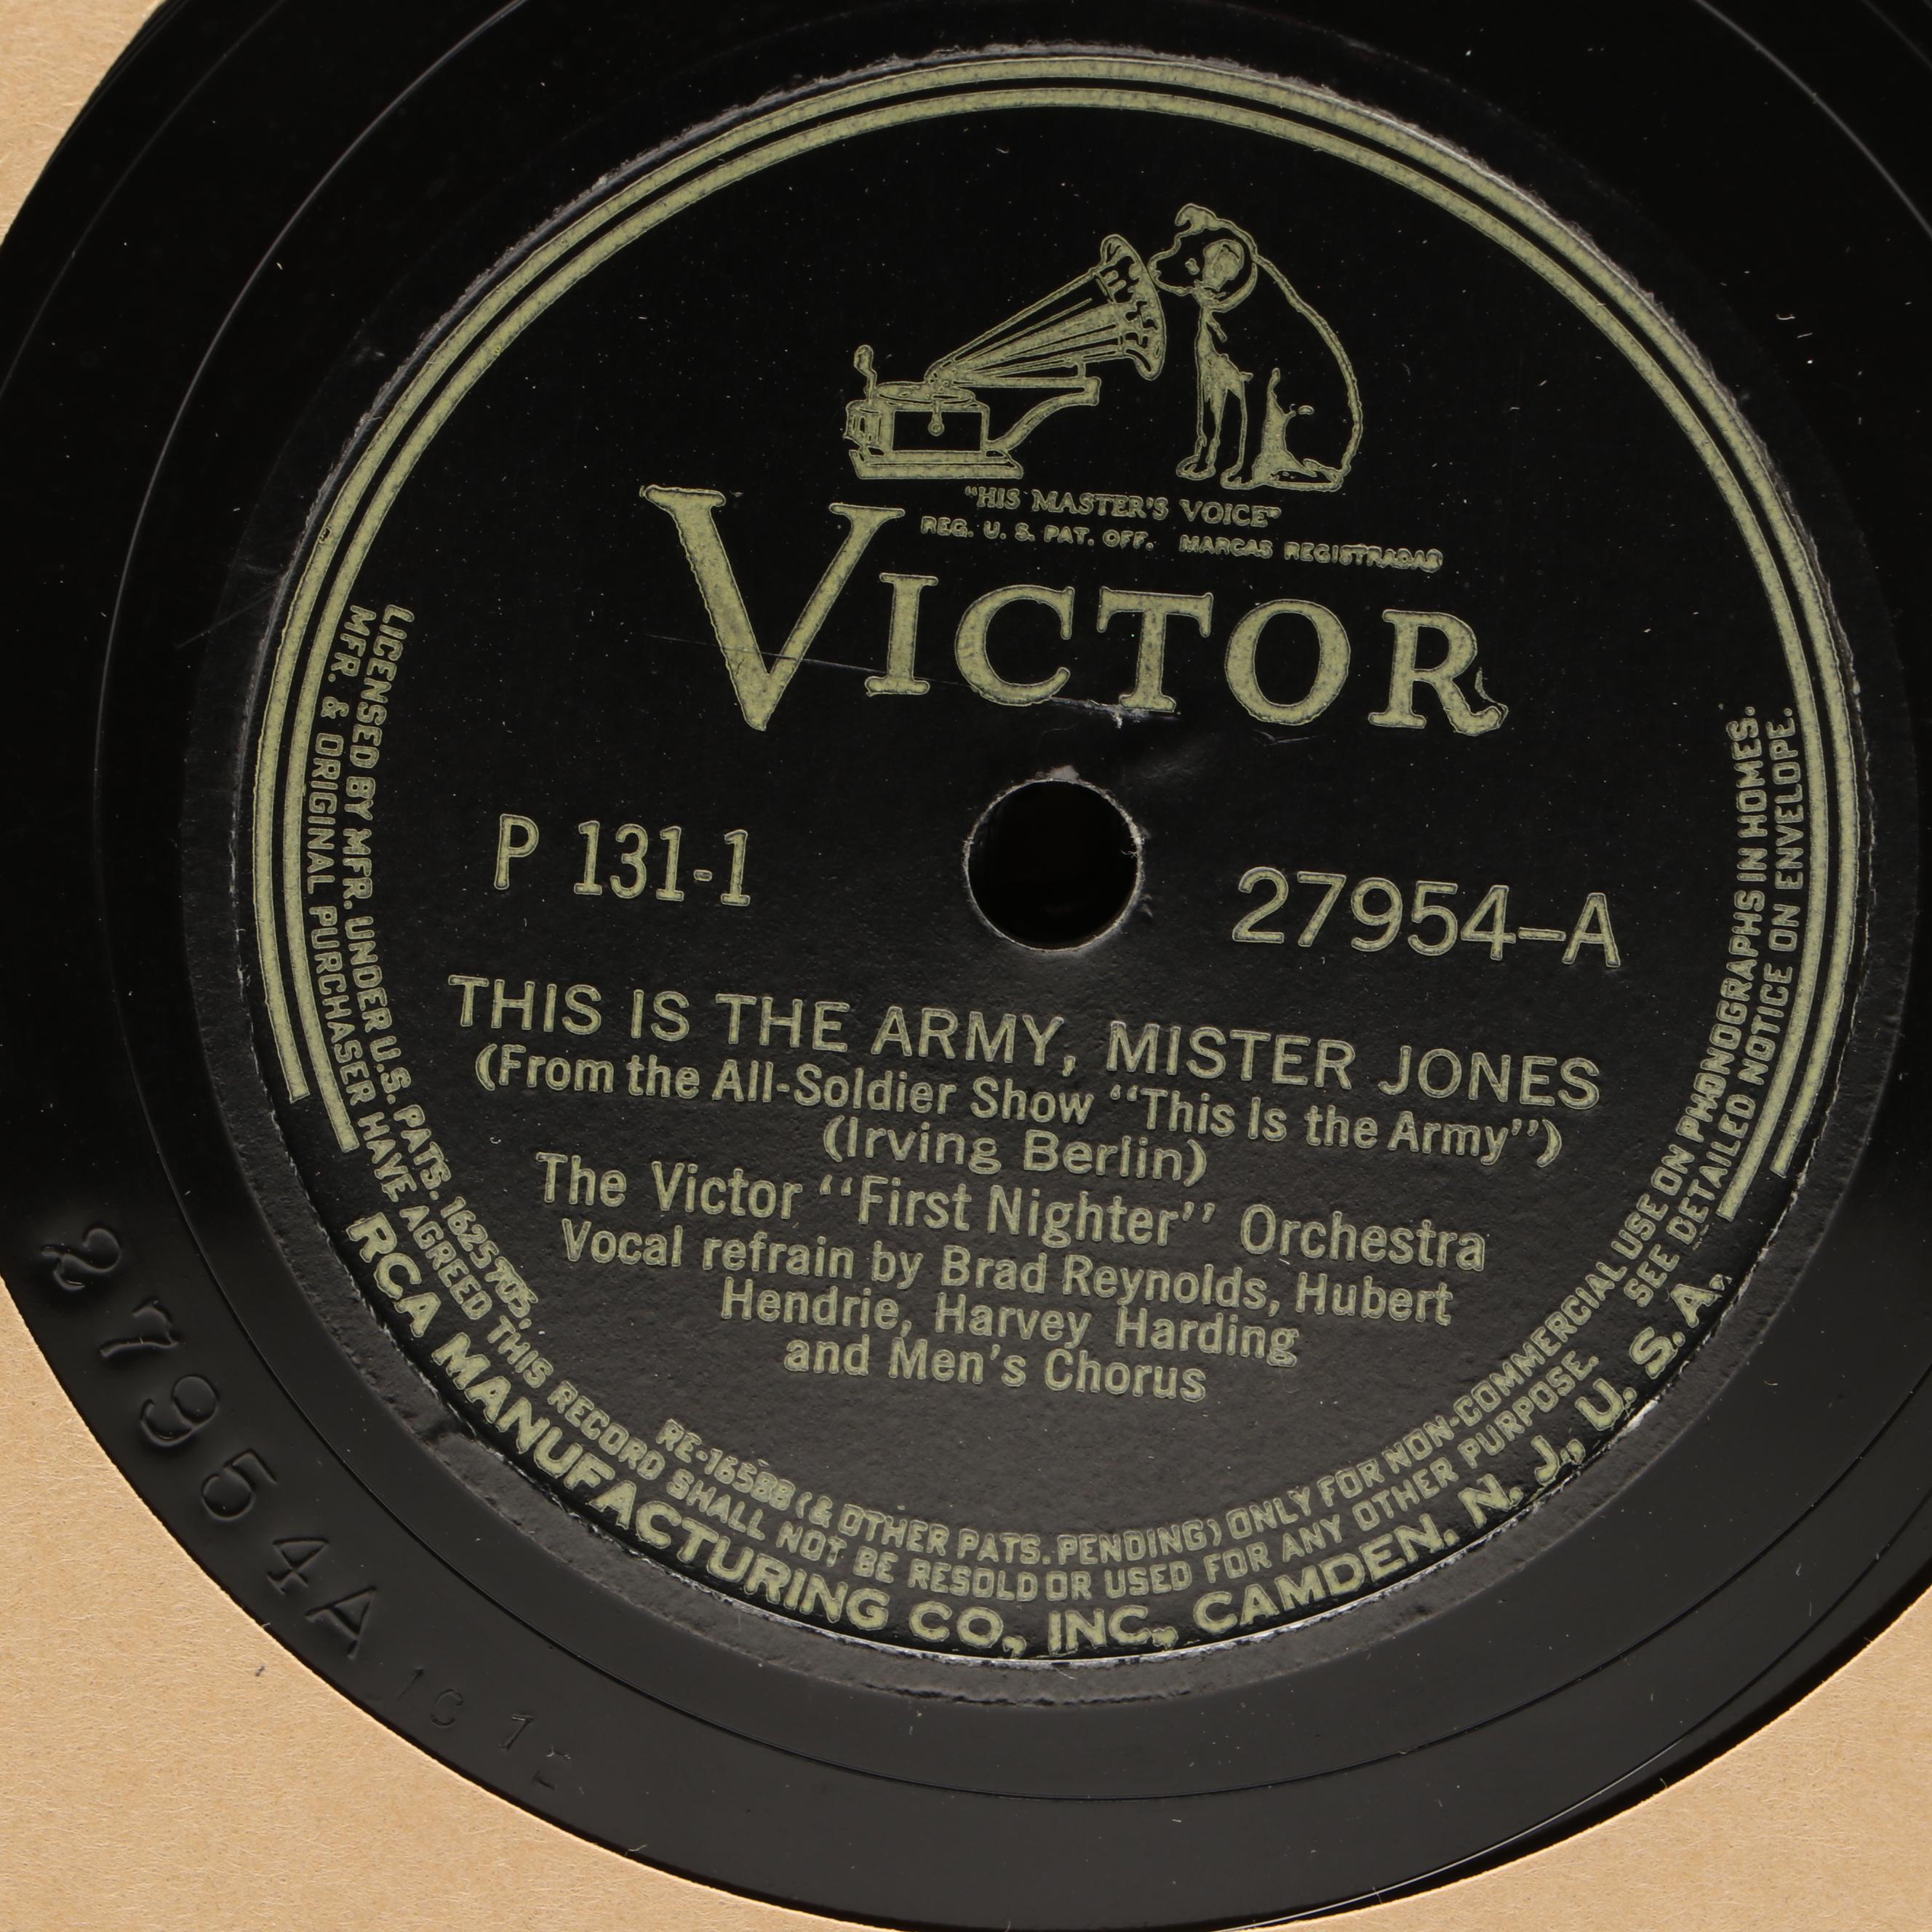 "HIS MASTER'S VOICE"
REG. U. S. PAT. OFF. MARCAS REGISTRADAS
VICTOR
P 131-1
27954-A
THIS IS THE ARMY, MISTER JONES
(From the All-Soldier Show "This Is the Army")
(Irving Berlin)
The Victor "First Nighter" Orchestra
Vocal refrain by Brad Reynolds, Hubert
Hendrie, Harvey Harding
and Men's Chorus
LICENSED BY MFR. UNDER U.S. PATS. 1625705, RE-16588 (& OTHER PATS. PENDING) ONLY FOR NON-COMMERCIAL USE ON PHONOGRAPHS IN HOMES.
MFR. & ORIGINAL PURCHASER HAVE AGREED THIS RECORD SHALL NOT BE RESOLD OR USED FOR ANY OTHER PURPOSE. SEE DETAILED NOTICE ON ENVELOPE.
RCA MANUFACTURING CO., INC., CAMDEN, N. J., U. S. A.
27954A